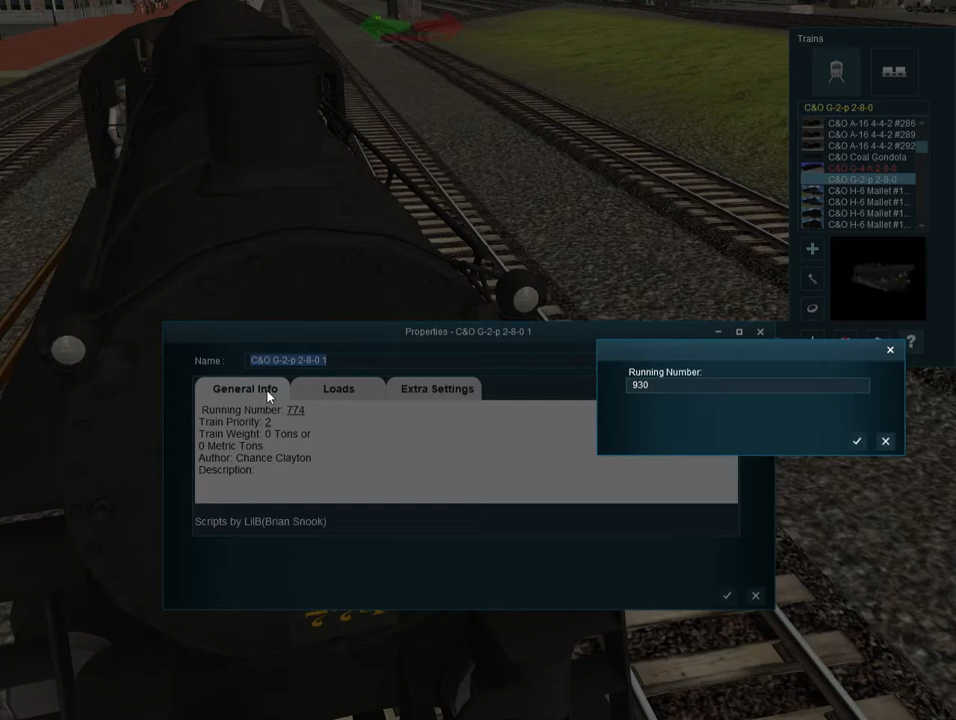 Trains
C&O G-2-p 2-8-0
C&O A-16 4-4-2 #286
C&O A-16 4-4-2 #289
C&O A-16 4-4-2 #292
C&O Coal Gondola
C&O G-4-b 2-8-0
C&O G-2-p 2-8-0
C&O H-6 Mallet #1...
C&O H-6 Mallet #1...
C&O H-6 Mallet #1...
C&O H-6 Mallet #1...
?
Properties - C&O G-2-p 2-8-0 1
Name : C&O G-2-p 2-8-0 1
General Info Loads Extra Settings
Running Number: 774
Train Priority: 2
Train Weight: 0 Tons or
0 Metric Tons
Author: Chance Clayton
Description:
Scripts by LilB(Brian Snook)
Running Number:
930